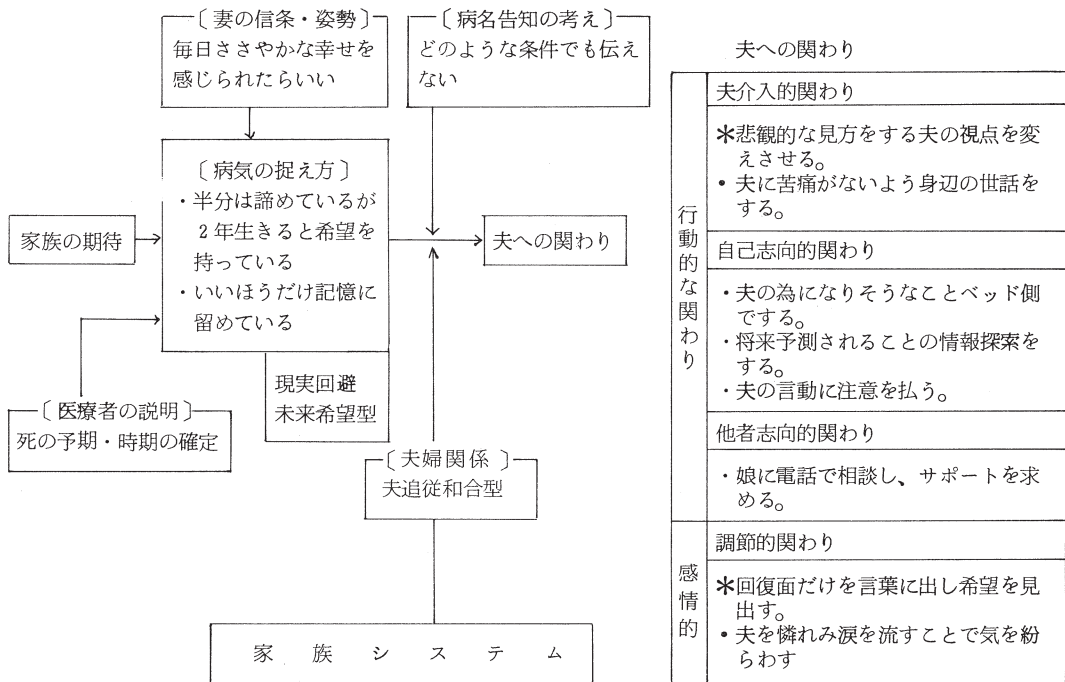 〔妻の信条・姿勢〕
毎日ささやかな幸せを
感じられたらいい
〔病名告知の考え〕
どのような条件でも伝え
ない
〔病気の捉え方〕
・半分は諦めているが
2年生きると希望を
持っている
・いいほうだけ記憶に
留めている
家族の期待
夫への関わり
現実回避
未来希望型
〔医療者の説明〕
死の予期・時期の確定
〔夫婦関係〕
夫追従和合型
家族システム
夫への関わり
行動的な関わり
夫介入的関わり
＊悲観的な見方をする夫の視点を変
えさせる。
• 夫に苦痛がないよう身辺の世話を
する。
自己志向的関わり
・夫の為になりそうなことベッド側
でする。
・将来予測されることの情報探索を
する。
・夫の言動に注意を払う。
他者志向的関わり
・娘に電話で相談し、サポートを求
める。
感情的
調節的関わり
＊回復面だけを言葉に出し希望を見
出す。
• 夫を憐れみ涙を流すことで気を紛
らわす